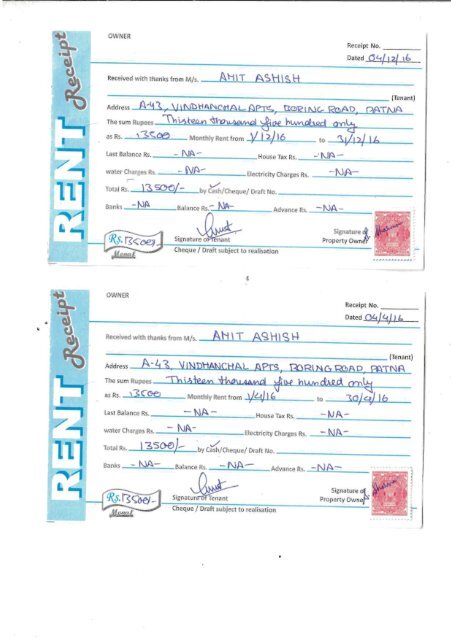 RENT Receipt
OWNER
Receipt No.
Dated 04/12/16
Received with thanks from M/s. AMIT ASHISH
(Tenant)
Address A-43, VINDHANCHAL APTS, BORING ROAD, PATNA
The sum Rupees Thirteen thousand five hundred only
as Rs. 13500 Monthly Rent from 1/12/16 to 31/12/16
Last Balance Rs. - NA - House Tax Rs. - NA -
water Charges Rs. - NA - Electricity Charges Rs. - NA -
Total Rs. 13500/- by Cash/Cheque/ Draft No.
Banks - NA Balance Rs. - NA - Advance Rs. - NA -
Rs. 13500/- Signature of Tenant Signature of Property Owner
Cheque / Draft subject to realisation
RENT Receipt
OWNER
Receipt No.
Dated 04/4/16
Received with thanks from M/s. AMIT ASHISH
(Tenant)
Address A-43, VINDHANCHAL APTS, BORING ROAD, PATNA
The sum Rupees Thirteen thousand five hundred only
as Rs. 13500 Monthly Rent from 1/4/16 to 30/4/16
Last Balance Rs. - NA - House Tax Rs. - NA -
water Charges Rs. - NA - Electricity Charges Rs. - NA -
Total Rs. 13500/- by Cash/Cheque/ Draft No.
Banks - NA - Balance Rs. - NA - Advance Rs. - NA -
Rs. 13500/- Signature of Tenant Signature of Property Owner
Cheque / Draft subject to realisation